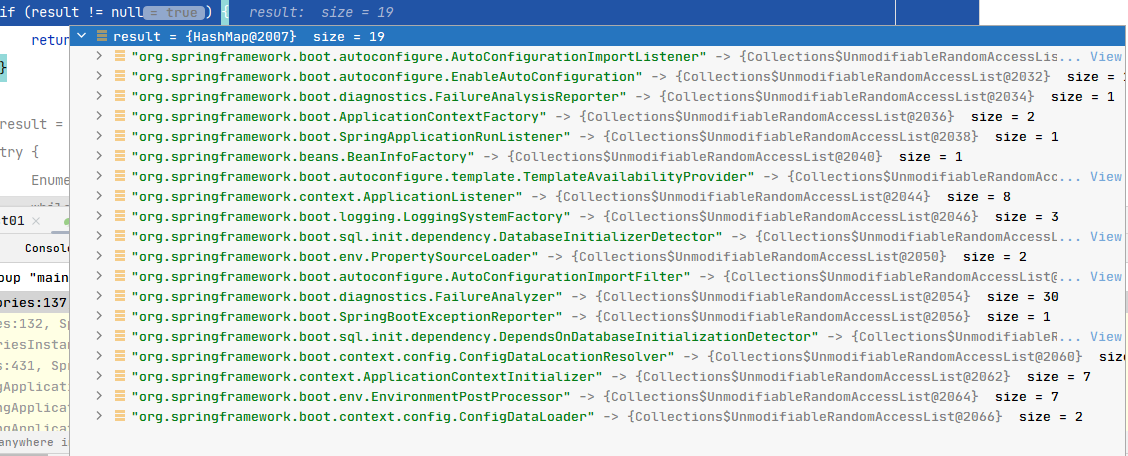 if (result != null = true ) {   result:  size = 19
result = {HashMap@2007}  size = 19
retur
"org.springframework.boot.autoconfigure.AutoConfigurationImportListener" -> {Collections$UnmodifiableRandomAccessLis... View
}
"org.springframework.boot.autoconfigure.EnableAutoConfiguration" -> {Collections$UnmodifiableRandomAccessList@2032}  size =
"org.springframework.boot.diagnostics.FailureAnalysisReporter" -> {Collections$UnmodifiableRandomAccessList@2034}  size = 1
"org.springframework.boot.ApplicationContextFactory" -> {Collections$UnmodifiableRandomAccessList@2036}  size = 2
result =
"org.springframework.boot.SpringApplicationRunListener" -> {Collections$UnmodifiableRandomAccessList@2038}  size = 1
try {
"org.springframework.beans.BeanInfoFactory" -> {Collections$UnmodifiableRandomAccessList@2040}  size = 1
Enume
"org.springframework.boot.autoconfigure.template.TemplateAvailabilityProvider" -> {Collections$UnmodifiableRandomAcc... View
"org.springframework.context.ApplicationListener" -> {Collections$UnmodifiableRandomAccessList@2044}  size = 8
t01
"org.springframework.boot.logging.LoggingSystemFactory" -> {Collections$UnmodifiableRandomAccessList@2046}  size = 3
"org.springframework.boot.sql.init.dependency.DatabaseInitializerDetector" -> {Collections$UnmodifiableRandomAccessL... View
Consol
"org.springframework.boot.env.PropertySourceLoader" -> {Collections$UnmodifiableRandomAccessList@2050}  size = 2
oup "main
"org.springframework.boot.autoconfigure.AutoConfigurationImportFilter" -> {Collections$UnmodifiableRandomAccessList@... View
ories:137
"org.springframework.boot.diagnostics.FailureAnalyzer" -> {Collections$UnmodifiableRandomAccessList@2054}  size = 30
es:132, Sp
"org.springframework.boot.SpringBootExceptionReporter" -> {Collections$UnmodifiableRandomAccessList@2056}  size = 1
riesInstan
"org.springframework.boot.sql.init.dependency.DependsOnDatabaseInitializationDetector" -> {Collections$UnmodifiableR... View
s:431, Sp
"org.springframework.boot.context.config.ConfigDataLocationResolver" -> {Collections$UnmodifiableRandomAccessList@2060}  size
ngApplicati
"org.springframework.context.ApplicationContextInitializer" -> {Collections$UnmodifiableRandomAccessList@2062}  size = 7
ngApplicat
"org.springframework.boot.env.EnvironmentPostProcessor" -> {Collections$UnmodifiableRandomAccessList@2064}  size = 7
ngApplicat
"org.springframework.boot.context.config.ConfigDataLoader" -> {Collections$UnmodifiableRandomAccessList@2066}  size = 2
anywhere in